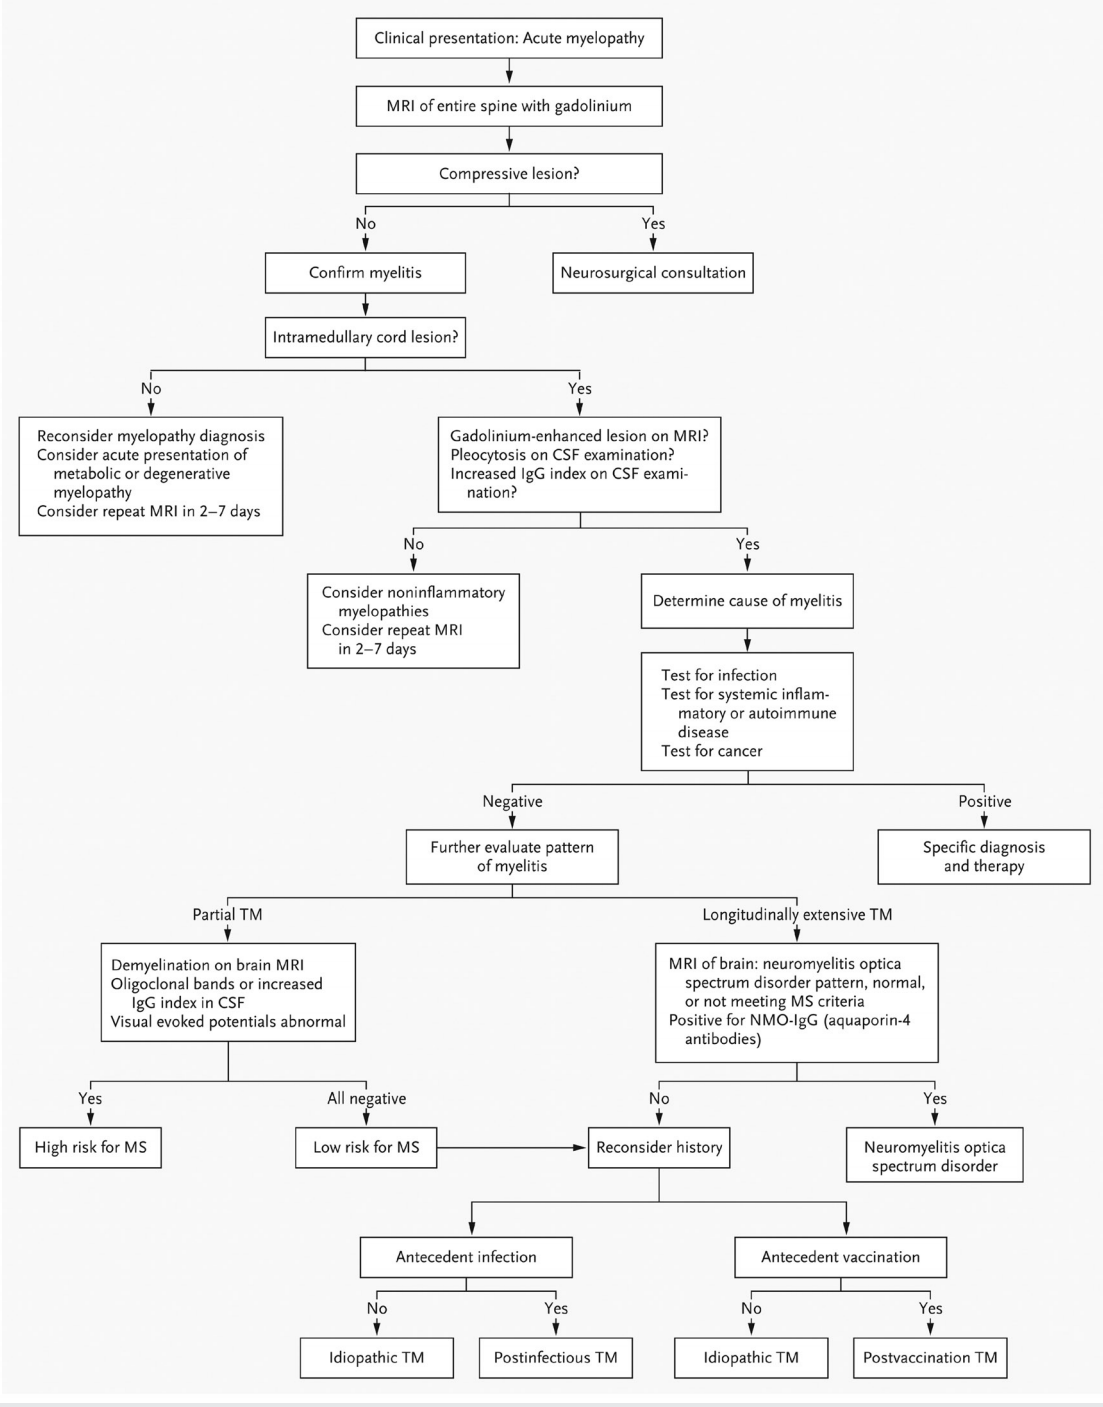 Clinical presentation: Acute myelopathy
MRI of entire spine with gadolinium
Compressive lesion?
No
Yes
Confirm myelitis
Neurosurgical consultation
Intramedullary cord lesion?
No
Yes
Reconsider myelopathy diagnosis
Consider acute presentation of
metabolic or degenerative
myelopathy
Consider repeat MRI in 2–7 days
Gadolinium-enhanced lesion on MRI?
Pleocytosis on CSF examination?
Increased IgG index on CSF exami-
nation?
No
Yes
Consider noninflammatory
myelopathies
Consider repeat MRI
in 2–7 days
Determine cause of myelitis
Test for infection
Test for systemic inflam-
matory or autoimmune
disease
Test for cancer
Negative
Positive
Further evaluate pattern
of myelitis
Specific diagnosis
and therapy
Partial TM
Longitudinally extensive TM
Demyelination on brain MRI
Oligoclonal bands or increased
IgG index in CSF
Visual evoked potentials abnormal
MRI of brain: neuromyelitis optica
spectrum disorder pattern, normal,
or not meeting MS criteria
Positive for NMO-IgG (aquaporin-4
antibodies)
Yes
All negative
No
Yes
High risk for MS
Low risk for MS
Reconsider history
Neuromyelitis optica
spectrum disorder
Antecedent infection
Antecedent vaccination
No
Yes
No
Yes
Idiopathic TM
Postinfectious TM
Idiopathic TM
Postvaccination TM